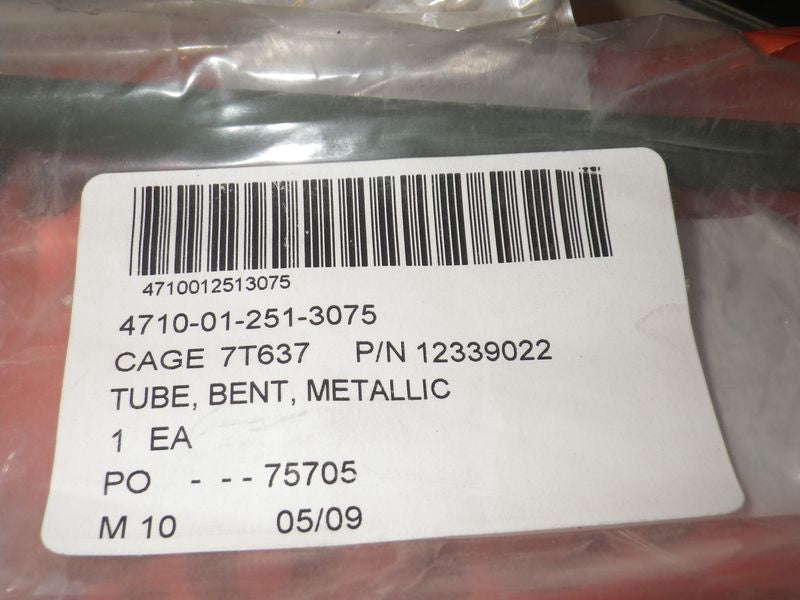 4710012513075
4710-01-251-3075
CAGE 7T637 P/N 12339022
TUBE, BENT, METALLIC
1 EA
PO - - - 75705
M 10 05/09